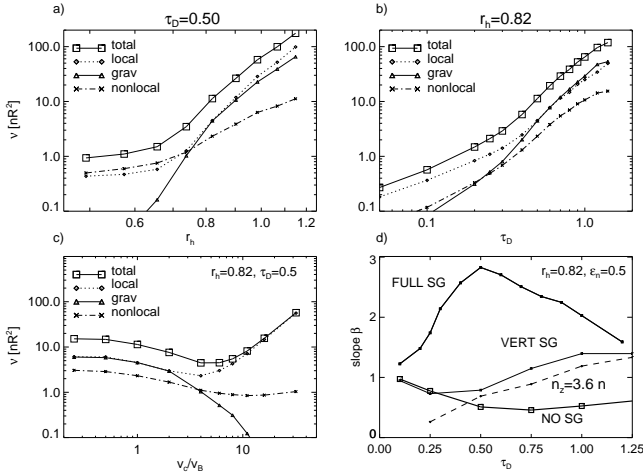 a)
τD=0.50
b)
rh=0.82
100.0
10.0
1.0
0.1
ν [nR²]
total
local
grav
nonlocal
0.6
0.8
1.0
1.2
rh
100.0
10.0
1.0
0.1
ν [nR²]
total
local
grav
nonlocal
0.1
1.0
τD
c)
100.0
10.0
1.0
0.1
ν [nR²]
total
local
grav
nonlocal
rh=0.82, τD=0.5
1
10
vc/vB
d)
3
2
1
0
slope β
rh=0.82, εn=0.5
FULL SG
VERT SG
nz=3.6 n
NO SG
0.00
0.25
0.50
0.75
1.00
1.25
τD